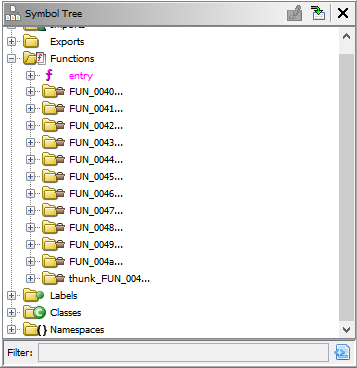 Symbol Tree
Imports
Exports
Functions
f entry
FUN_0040...
FUN_0041...
FUN_0042...
FUN_0043...
FUN_0044...
FUN_0045...
FUN_0046...
FUN_0047...
FUN_0048...
FUN_0049...
FUN_004a...
thunk_FUN_004...
Labels
C Classes
{} Namespaces
Filter: